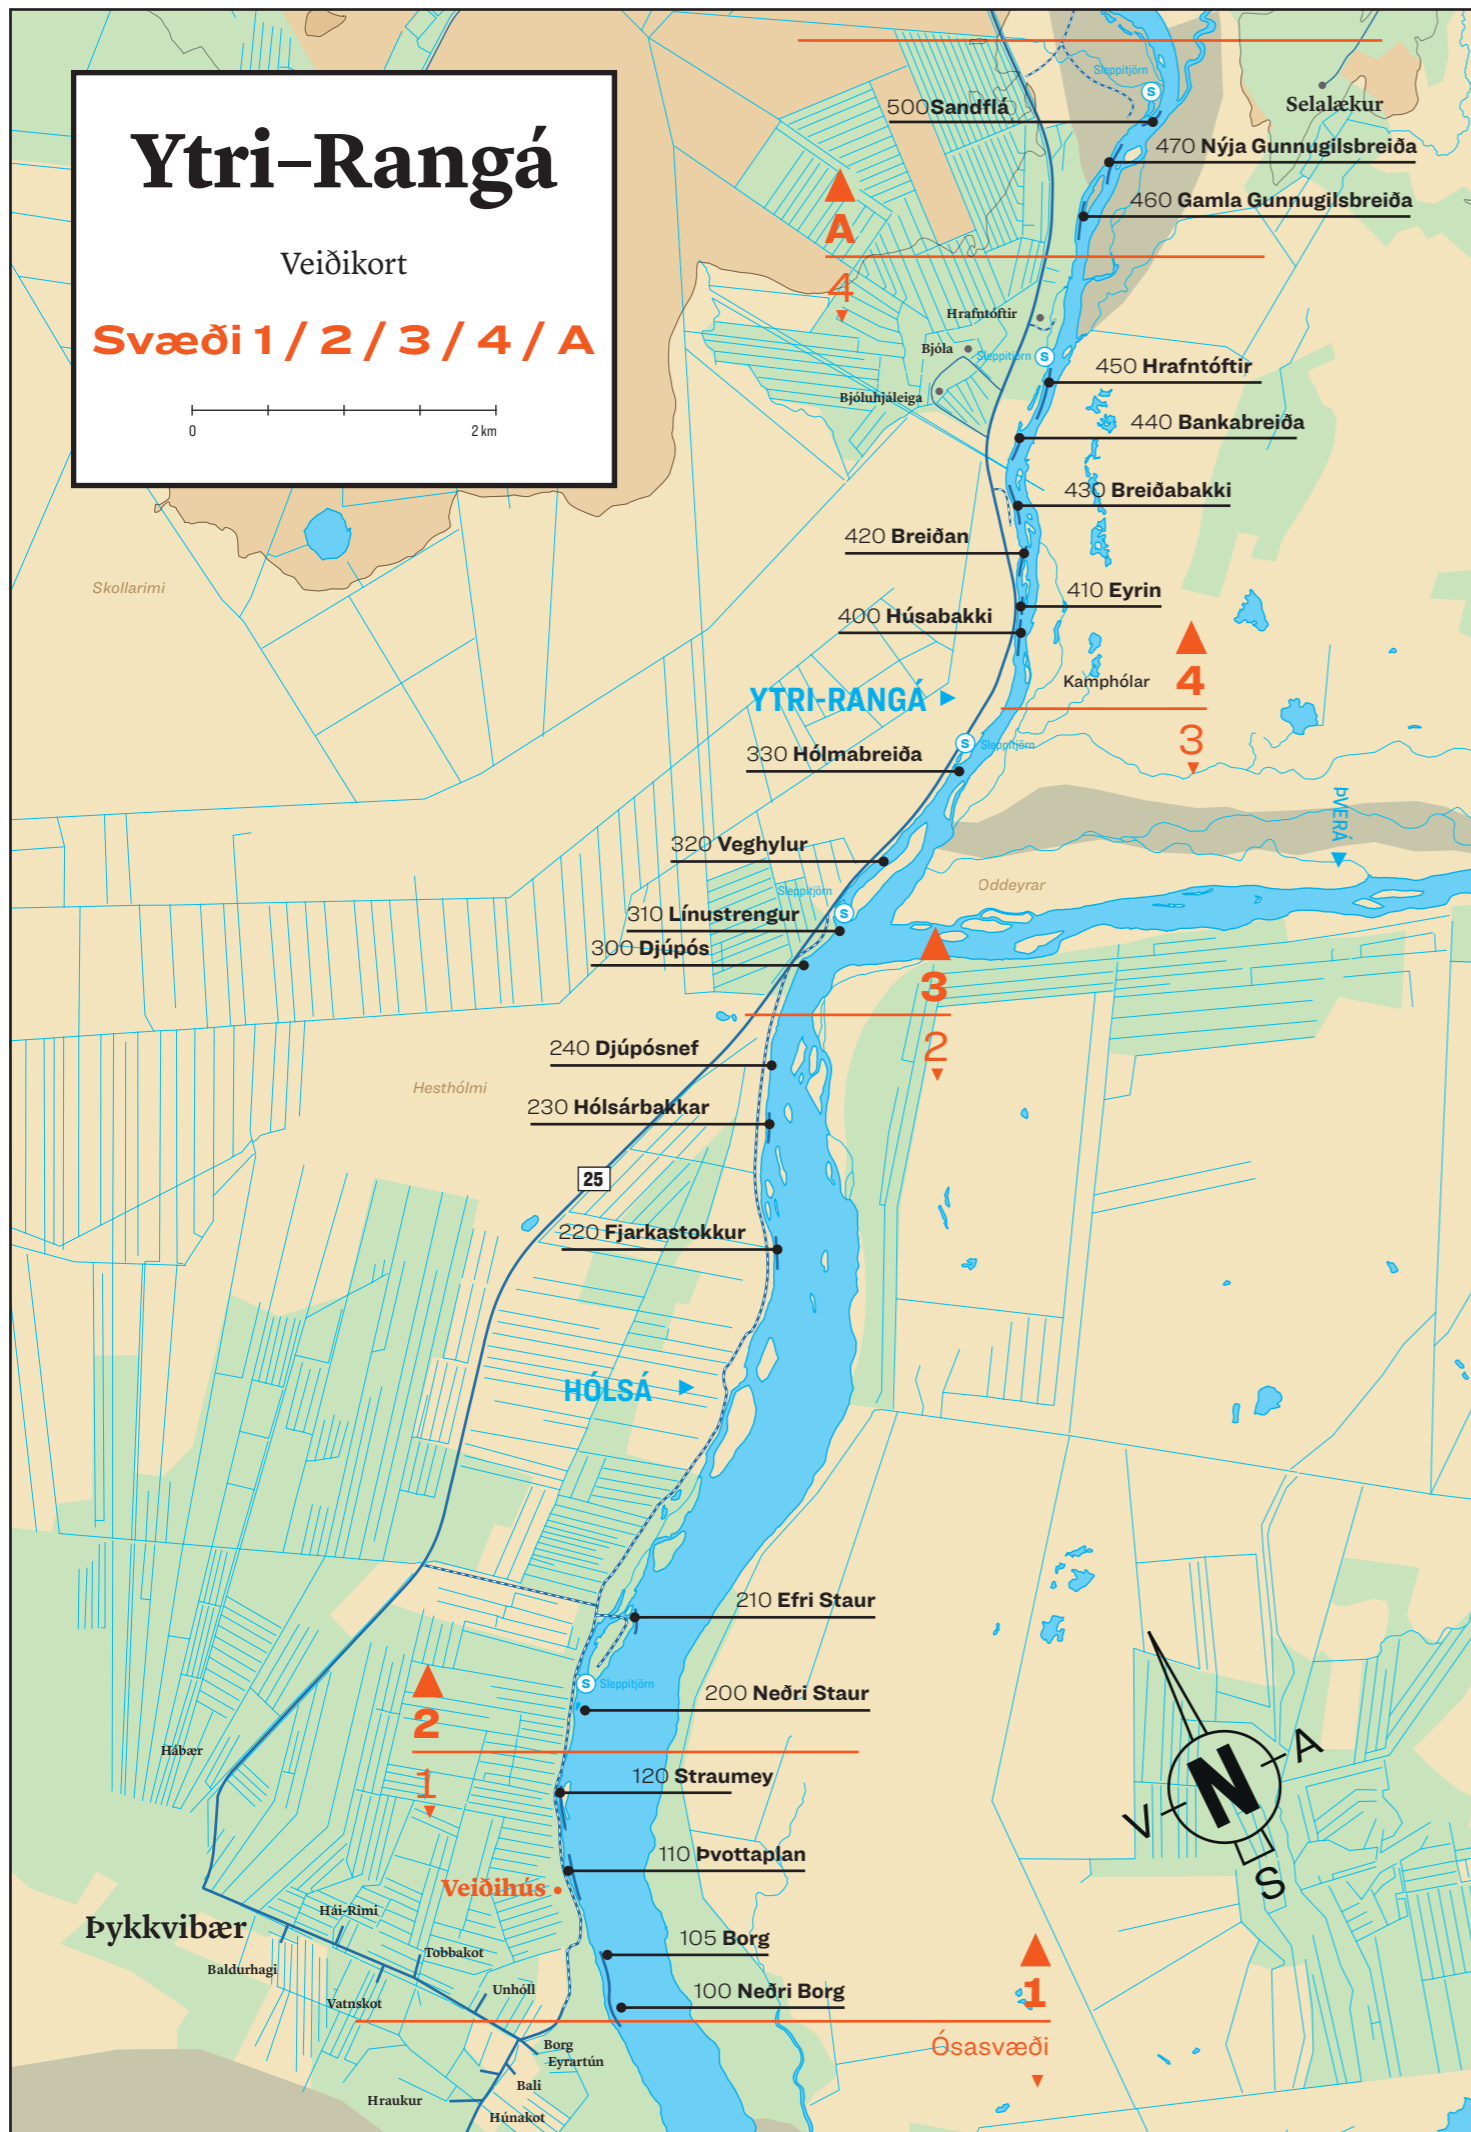 Ytri–Rangá
Veiðikort
Svæði 1 / 2 / 3 / 4 / A
0 2 km
Sleppitjörn
S
500 Sandflá
Selalækur
470 Nýja Gunnugilsbreiða
460 Gamla Gunnugilsbreiða
A
4
Hrafntóftir
Bjóla
Sleppitjörn
S
Bjóluhjáleiga
450 Hrafntóftir
440 Bankabreiða
430 Breiðabakki
420 Breiðan
Skollarimi
410 Eyrin
400 Húsabakki
Kamphólar
4
3
YTRI-RANGÁ
S
Sleppitjörn
330 Hólmabreiða
ÞVERÁ
320 Veghylur
Oddeyrar
Sleppitjörn
S
310 Línustrengur
300 Djúpós
3
2
240 Djúpósnef
Hesthólmi
230 Hólsárbakkar
25
220 Fjarkastokkur
HÓLSÁ
210 Efri Staur
S
Sleppitjörn
200 Neðri Staur
2
1
Hábær
120 Straumey
N
A
V
S
110 Þvottaplan
Veiðihús
Þykkvibær
Hái-Rimi
105 Borg
Tobbakot
Baldurhagi
Unhóll
100 Neðri Borg
Vatnskot
1
Ósasvæði
Borg
Eyrartún
Bali
Hraukur
Húnakot